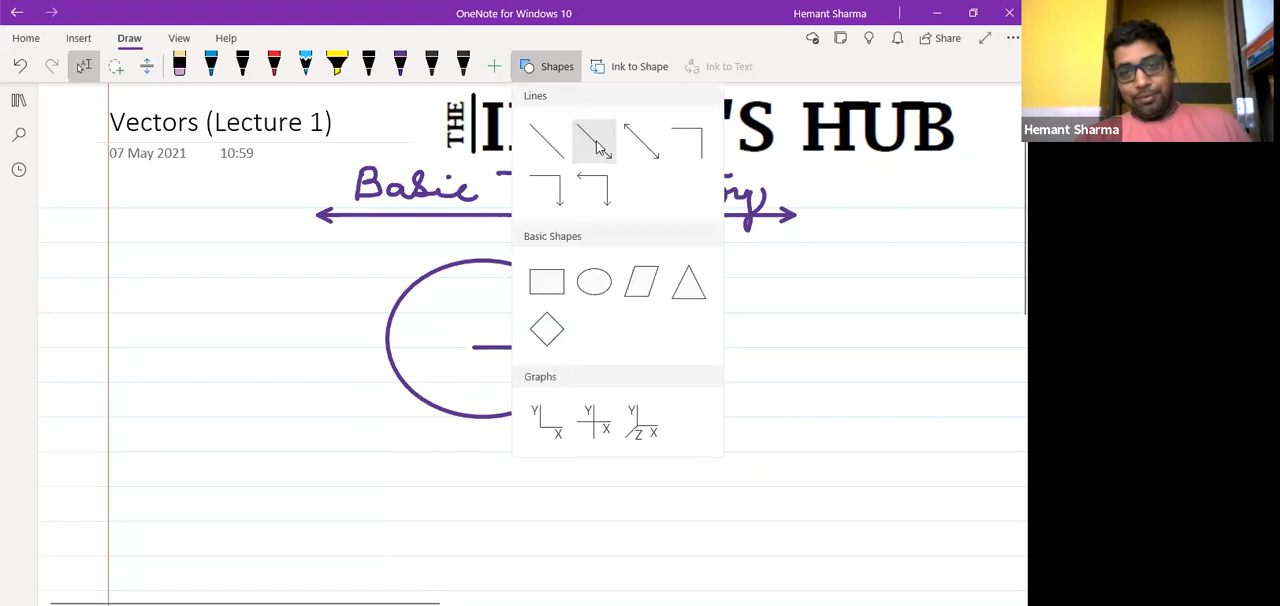 OneNote for Windows 10
Hemant Sharma
Home Insert Draw View Help
Share
Shapes Ink to Shape Ink to Text
Lines
Vectors (Lecture 1)
07 May 2021 10:59
THE 'S HUB
Hemant Sharma
Basic
Basic Shapes
Graphs
Y X
Y X
Y Z X